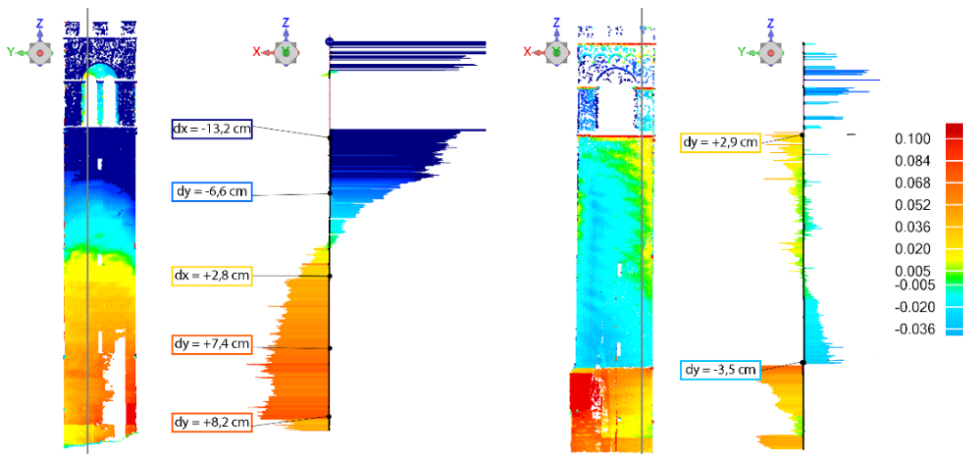 Z
Y
Z
X
Y
dx = -13,2 cm
dy = -6,6 cm
dx = +2,8 cm
dy = +7,4 cm
dy = +8,2 cm
Z
X
Z
Y
dy = +2,9 cm
dy = -3,5 cm
0.100
0.084
0.068
0.052
0.036
0.020
0.005
-0.005
-0.020
-0.036